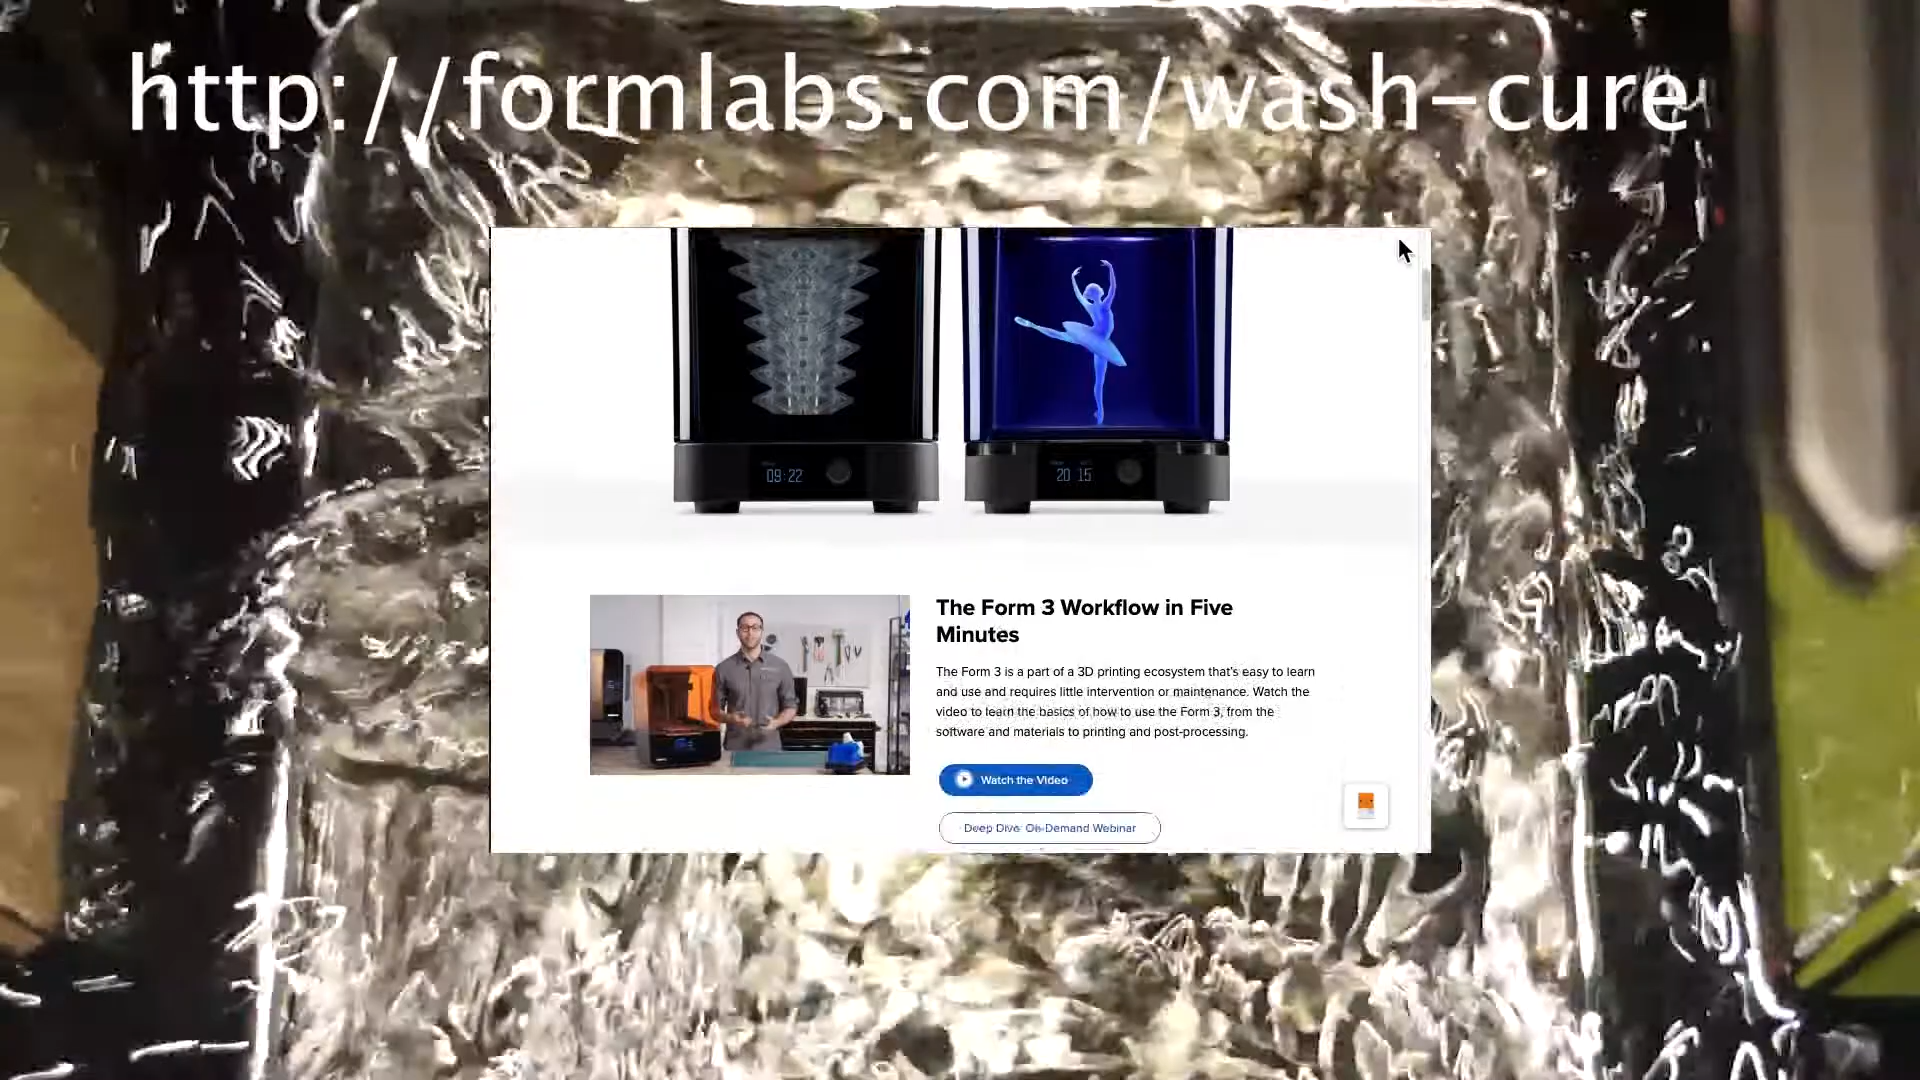 http://formlabs.com/wash-cure
09:22
20 15
The Form 3 Workflow in Five
Minutes
The Form 3 is a part of a 3D printing ecosystem that's easy to learn
and use and requires little intervention or maintenance. Watch the
video to learn the basics of how to use the Form 3, from the
software and materials to printing and post-processing.
Watch the Video
Deep Dive: On-Demand Webinar